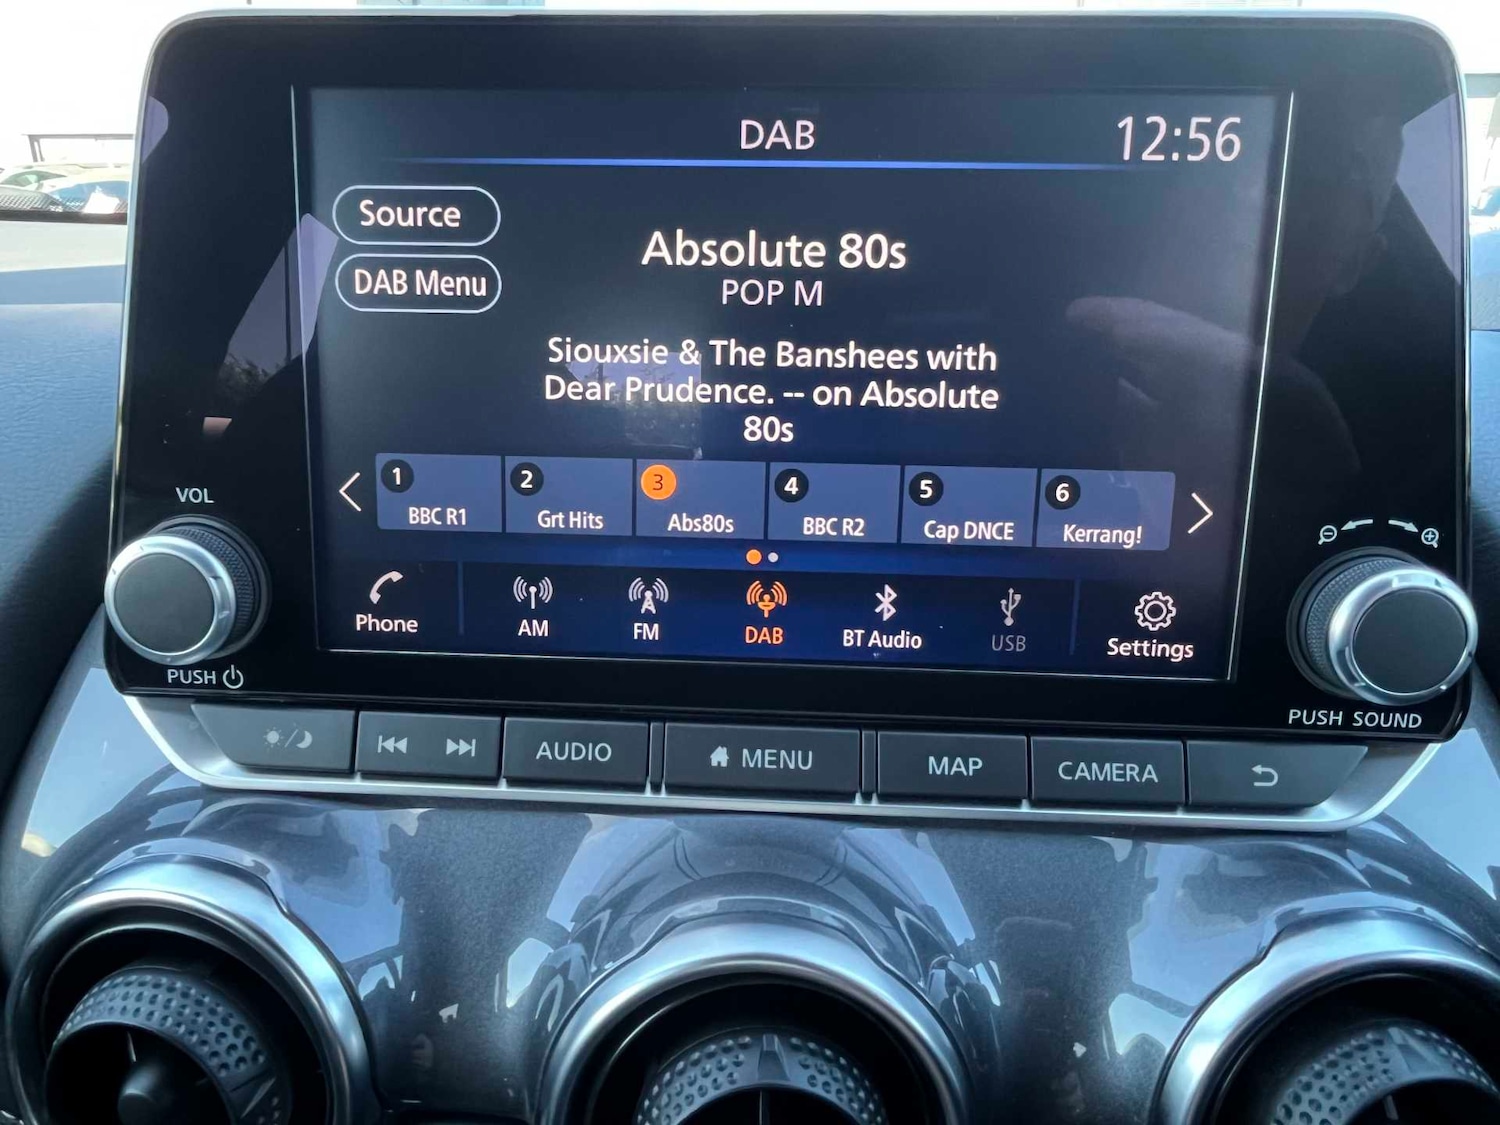 DAB
12:56
Source
DAB Menu
Absolute 80s
POP M
Siouxsie & The Banshees with
Dear Prudence. -- on Absolute
80s
1
2
3
4
5
6
BBC R1
Grt Hits
Abs80s
BBC R2
Cap DNCE
Kerrang!
Phone
AM
FM
DAB
BT Audio
USB
Settings
VOL
PUSH
PUSH SOUND
AUDIO
MENU
MAP
CAMERA